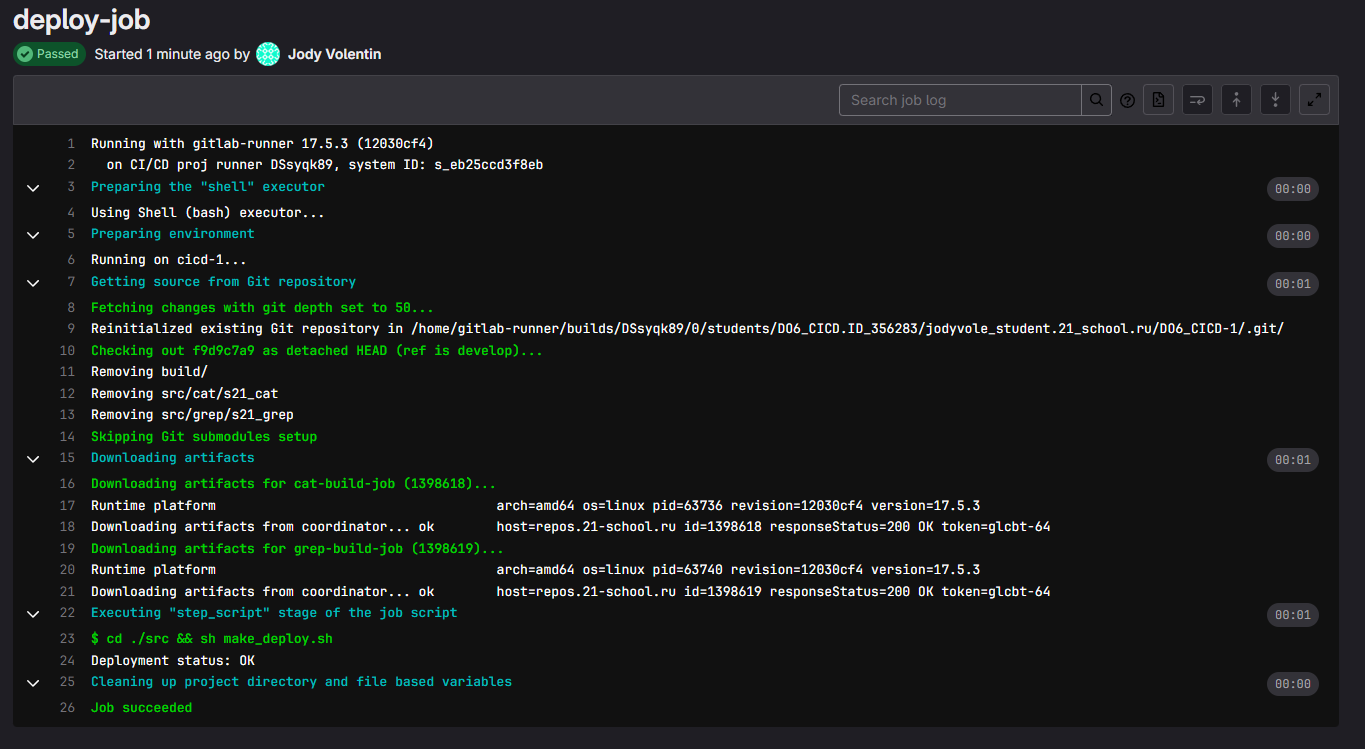 deploy-job
Passed Started 1 minute ago by Jody Volentin
Search job log
1 Running with gitlab-runner 17.5.3 (12030cf4)
2 on CI/CD proj runner DSsyqk89, system ID: s_eb25ccd3f8eb
3 Preparing the "shell" executor 00:00
4 Using Shell (bash) executor...
5 Preparing environment 00:00
6 Running on cicd-1...
7 Getting source from Git repository 00:01
8 Fetching changes with git depth set to 50...
9 Reinitialized existing Git repository in /home/gitlab-runner/builds/DSsyqk89/0/students/DO6_CICD.ID_356283/jodyvole_student.21_school.ru/DO6_CICD-1/.git/
10 Checking out f9d9c7a9 as detached HEAD (ref is develop)...
11 Removing build/
12 Removing src/cat/s21_cat
13 Removing src/grep/s21_grep
14 Skipping Git submodules setup
15 Downloading artifacts 00:01
16 Downloading artifacts for cat-build-job (1398618)...
17 Runtime platform arch=amd64 os=linux pid=63736 revision=12030cf4 version=17.5.3
18 Downloading artifacts from coordinator... ok host=repos.21-school.ru id=1398618 responseStatus=200 OK token=glcbt-64
19 Downloading artifacts for grep-build-job (1398619)...
20 Runtime platform arch=amd64 os=linux pid=63740 revision=12030cf4 version=17.5.3
21 Downloading artifacts from coordinator... ok host=repos.21-school.ru id=1398619 responseStatus=200 OK token=glcbt-64
22 Executing "step_script" stage of the job script 00:01
23 $ cd ./src && sh make_deploy.sh
24 Deployment status: OK
25 Cleaning up project directory and file based variables 00:00
26 Job succeeded